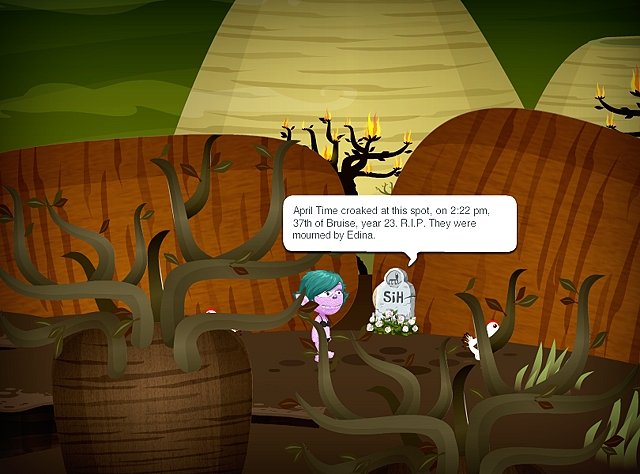 April Time croaked at this spot, on 2:22 pm,
37th of Bruise, year 23. R.I.P. They were
mourned by Edina.
SiH